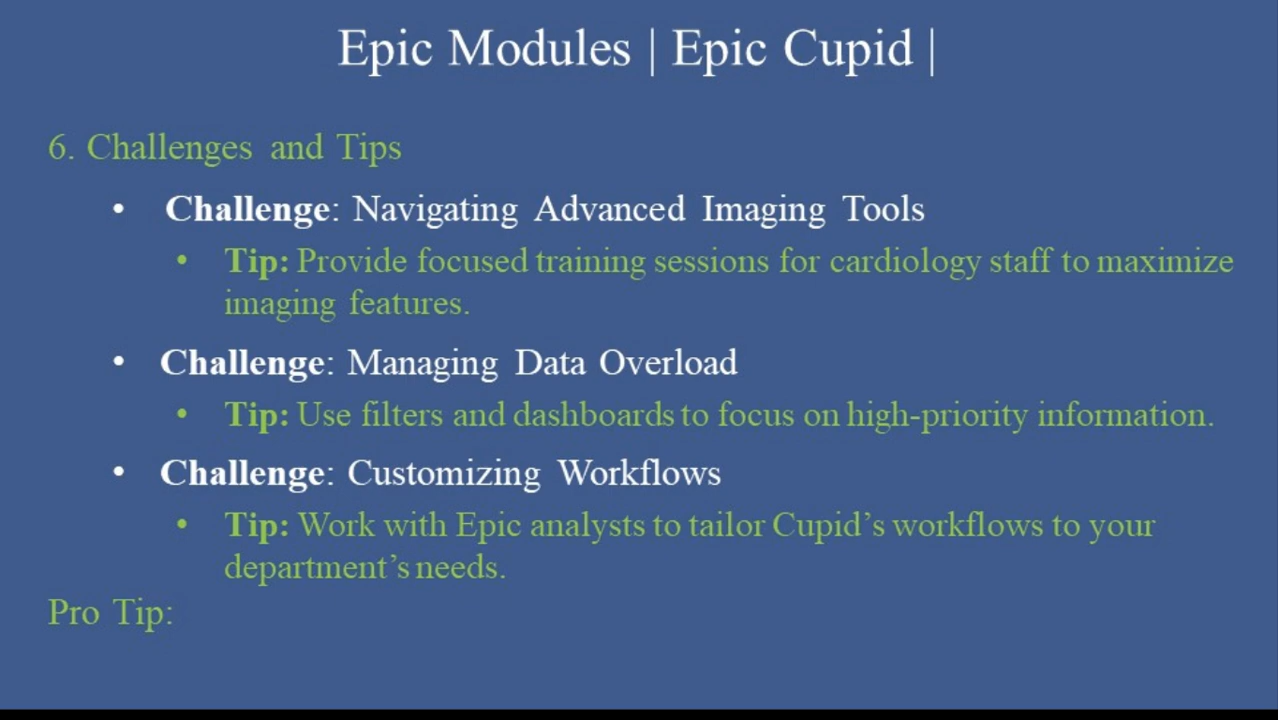 Epic Modules | Epic Cupid |
6. Challenges and Tips
• Challenge: Navigating Advanced Imaging Tools
• Tip: Provide focused training sessions for cardiology staff to maximize
imaging features.
• Challenge: Managing Data Overload
• Tip: Use filters and dashboards to focus on high-priority information.
• Challenge: Customizing Workflows
• Tip: Work with Epic analysts to tailor Cupid’s workflows to your
department’s needs.
Pro Tip: